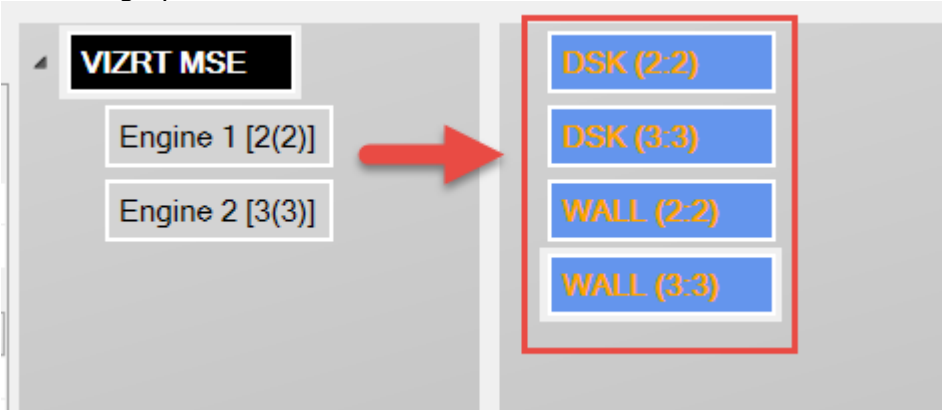 VIZRT MSE
Engine 1 [2(2)]
Engine 2 [3(3)]
DSK (2:2)
DSK (3:3)
WALL (2:2)
WALL (3:3)